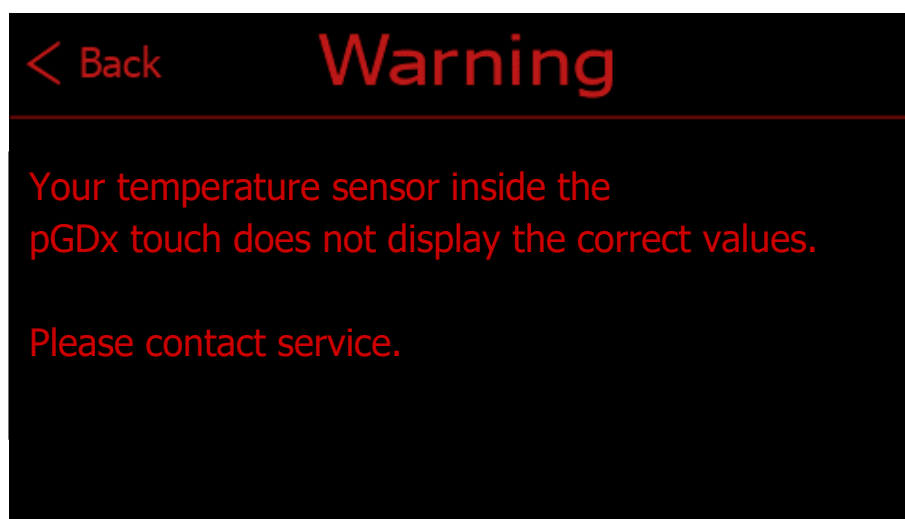 < Back
Warning
Your temperature sensor inside the
pGDx touch does not display the correct values.
Please contact service.